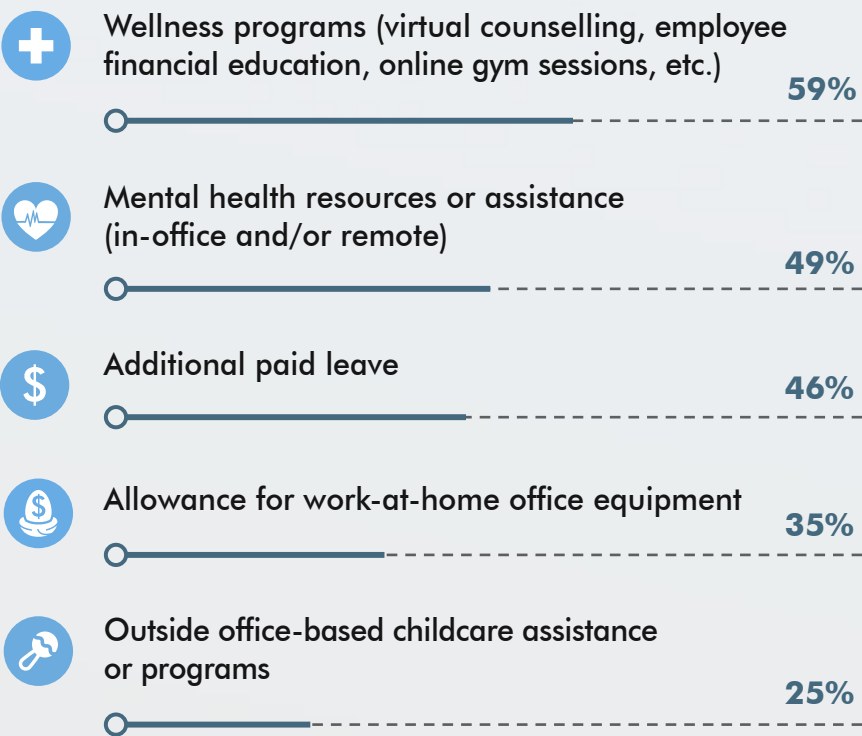 Wellness programs (virtual counselling, employee
financial education, online gym sessions, etc.)
59%
Mental health resources or assistance
(in-office and/or remote)
49%
$
Additional paid leave
46%
$
Allowance for work-at-home office equipment
35%
Outside office-based childcare assistance
or programs
25%